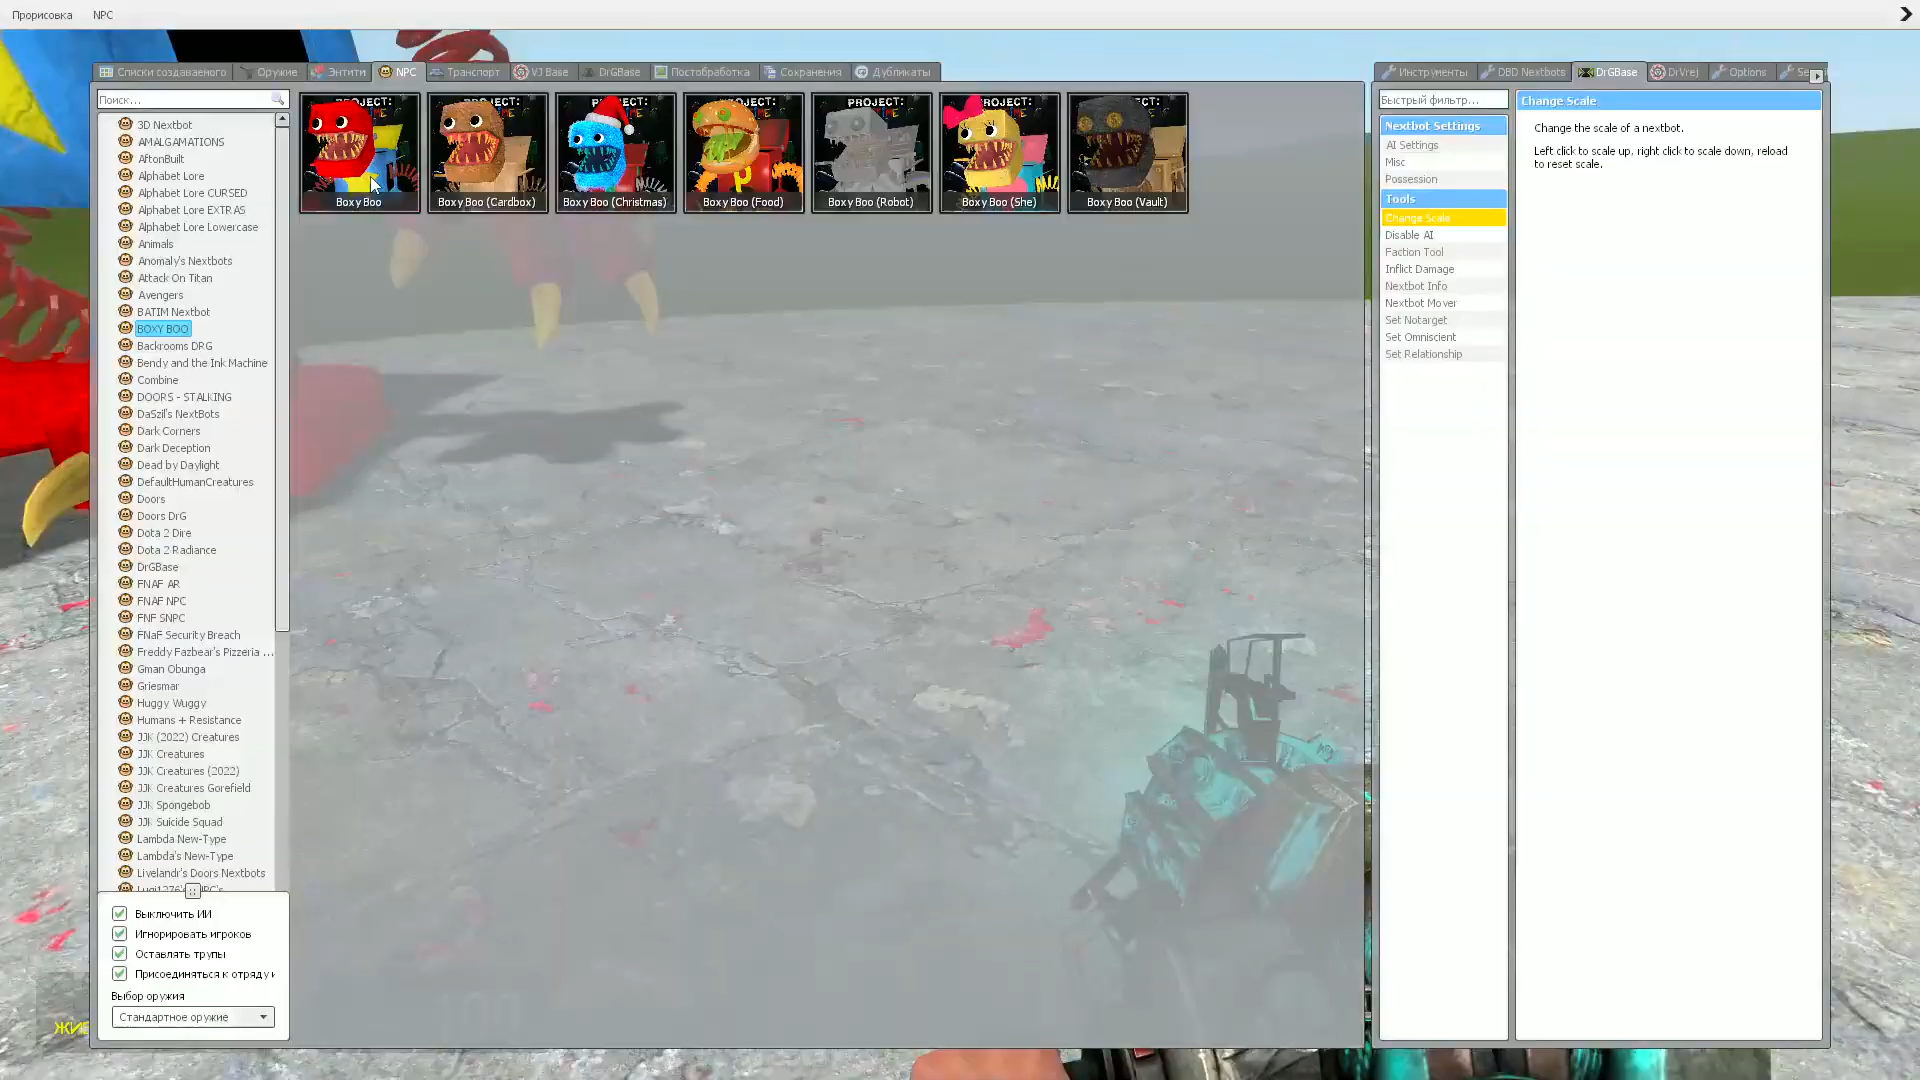 Прорисовка NPC
Списки создаваемого Оружие Энтити NPC Транспорт VJ Base DrGBase Постобработка Сохранения Дубликаты
Инструменты DBD Nextbots DrGBase DrVrej Options
Поиск...
3D Nextbot
AMALGAMATIONS
AftonBuilt
Alphabet Lore
Alphabet Lore CURSED
Alphabet Lore EXTRAS
Alphabet Lore Lowercase
Animals
Anomaly's Nextbots
Attack On Titan
Avengers
BATIM Nextbot
BOXY BOO
Backrooms DRG
Bendy and the Ink Machine
Combine
DOORS - STALKING
DaSzil's NextBots
Dark Corners
Dark Deception
Dead by Daylight
DefaultHumanCreatures
Doors
Doors DrG
Dota 2 Dire
Dota 2 Radiance
DrGBase
FNAF AR
FNAF NPC
FNF SNPC
FNaF Security Breach
Freddy Fazbear's Pizzeria ...
Gman Obunga
Griesmar
Huggy Wuggy
Humans + Resistance
JJK (2022) Creatures
JJK Creatures
JJK Creatures (2022)
JJK Creatures Gorefield
JJK Spongebob
JJK Suicide Squad
Lambda New-Type
Lambda's New-Type
Livelandr's Doors Nextbots
Выключить ИИ
Игнорировать игроков
Оставлять трупы
Присоединяться к отряду и
Выбор оружия
Стандартное оружие
Boxy Boo
PROJECT:
Boxy Boo (Cardbox)
PROJECT:
Boxy Boo (Christmas)
PROJECT:
Boxy Boo (Food)
PROJECT:
Boxy Boo (Robot)
PROJECT:
Boxy Boo (She)
PROJECT:
Boxy Boo (Vault)
Быстрый фильтр...
Nextbot Settings
AI Settings
Misc
Possession
Tools
Change Scale
Disable AI
Faction Tool
Inflict Damage
Nextbot Info
Nextbot Mover
Set Notarget
Set Omniscient
Set Relationship
Change Scale
Change the scale of a nextbot.
Left click to scale up, right click to scale down, reload
to reset scale.